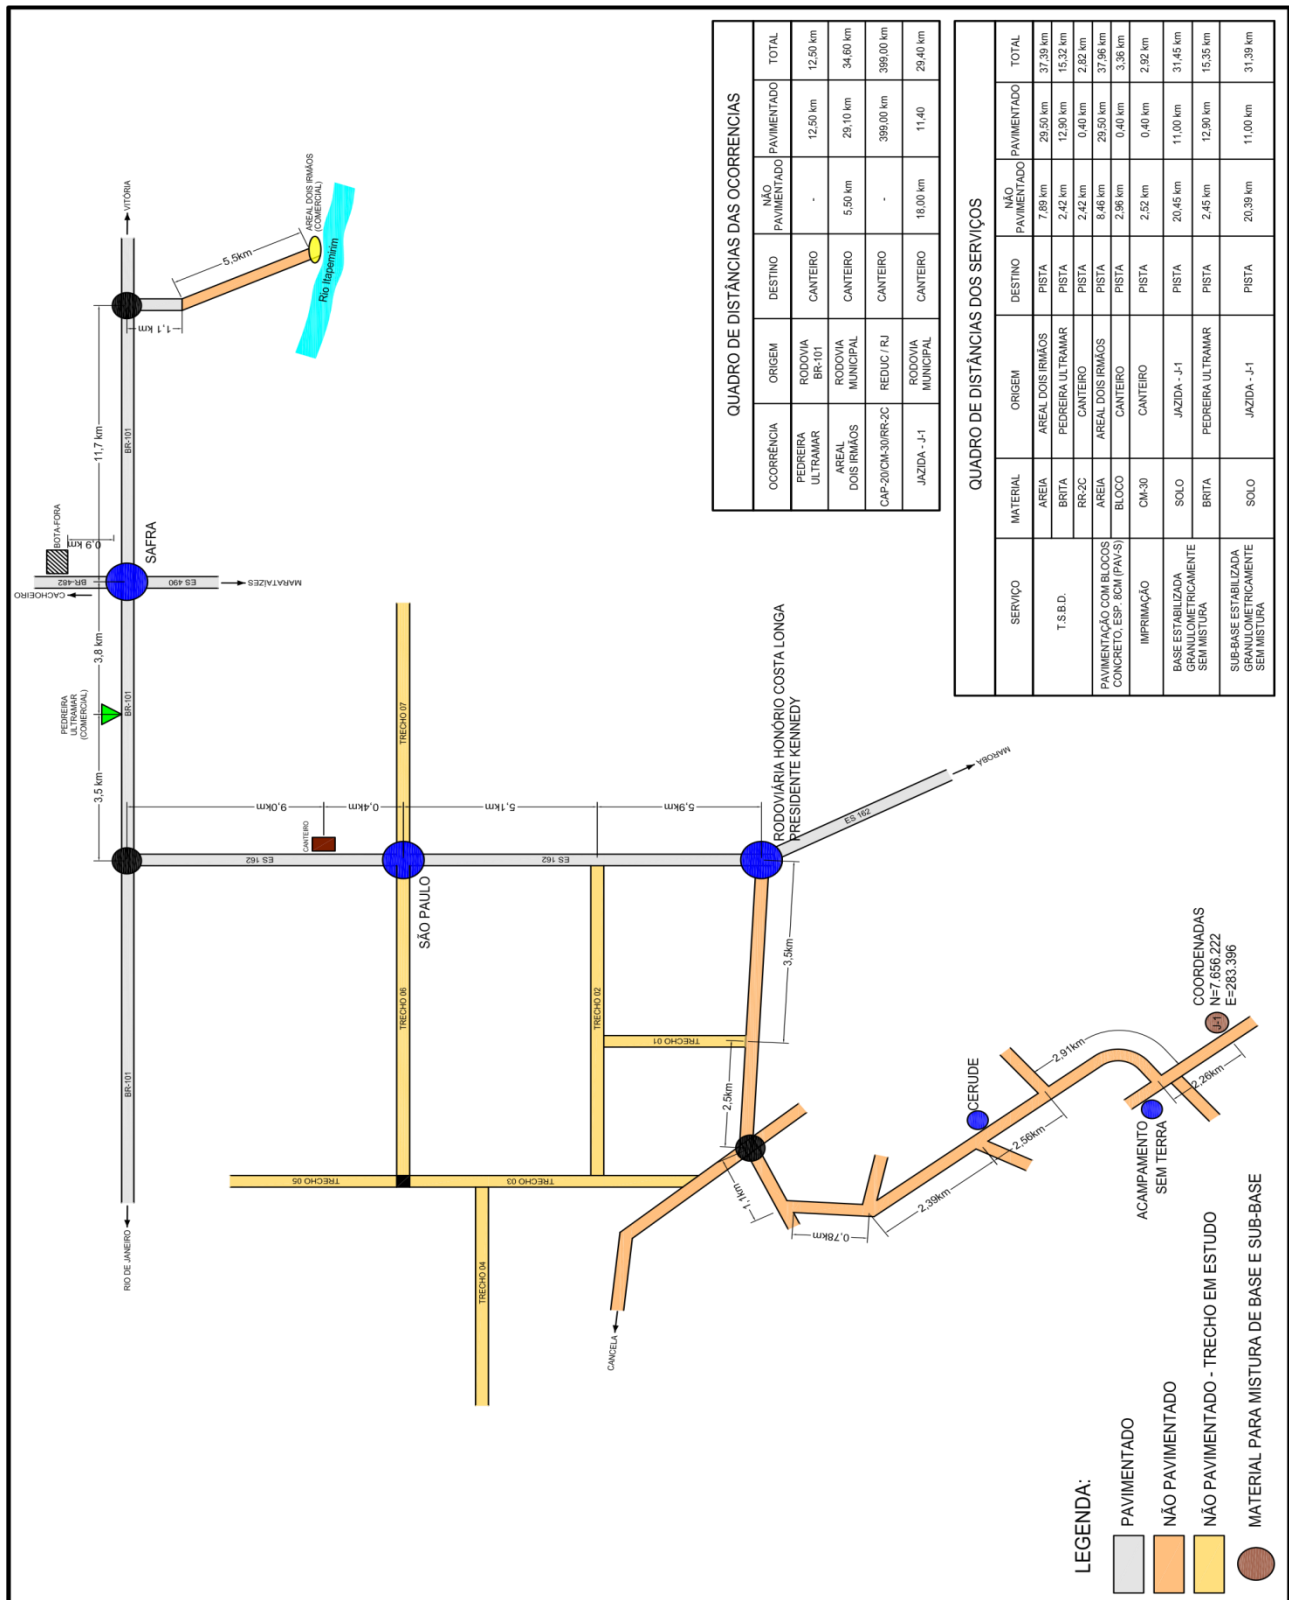 VITÓRIA
AREAL DOIS IRMÃOS
(COMERCIAL)
5,5km
Rio Itapemirim
1,1 km
11,7 km
BR-101
BOTA-FORA
0,9 km
SAFRA
BR-482
ES 490
CACHOEIRO
MARATAÍZES
3,8 km
PEDREIRA
ULTRAMAR
(COMERCIAL)
BR-101
3,5 km
TRECHO 07
9,0km
0,4km
5,1km
5,9km
CANTEIRO
ES 162
ES 162
SÃO PAULO
RODOVIÁRIA HONÓRIO COSTA LONGA
PRESIDENTE KENNEDY
ES 162
MAROBÁ
BR-101
RIO DE JANEIRO
TRECHO 06
TRECHO 02
TRECHO 01
3,5km
2,5km
TRECHO 05
TRECHO 03
TRECHO 04
CANCELA
1,1km
0,78km
2,39km
CERUDE
2,56km
2,91km
2,26km
ACAMPAMENTO
SEM TERRA
J-1
COORDENADAS
N=7.656.222
E=283.396
QUADRO DE DISTÂNCIAS DAS OCORRENCIAS
OCORRÊNCIA ORIGEM DESTINO NÃO PAVIMENTADO PAVIMENTADO TOTAL
PEDREIRA ULTRAMAR RODOVIA BR-101 CANTEIRO - 12,50 km 12,50 km
AREAL DOIS IRMÃOS RODOVIA MUNICIPAL CANTEIRO 5,50 km 29,10 km 34,60 km
CAP-20/CM-30/RR-2C REDUC / RJ CANTEIRO - 399,00 km 399,00 km
JAZIDA - J-1 RODOVIA MUNICIPAL CANTEIRO 18,00 km 11,40 29,40 km
QUADRO DE DISTÂNCIAS DOS SERVIÇOS
SERVIÇO MATERIAL ORIGEM DESTINO NÃO PAVIMENTADO PAVIMENTADO TOTAL
T.S.B.D. AREIA AREAL DOIS IRMÃOS PISTA 7,89 km 29,50 km 37,39 km
BRITA PEDREIRA ULTRAMAR PISTA 2,42 km 12,90 km 15,32 km
RR-2C CANTEIRO PISTA 2,42 km 0,40 km 2,82 km
PAVIMENTAÇÃO COM BLOCOS CONCRETO, ESP. 8CM (PAV-S) AREIA AREAL DOIS IRMÃOS PISTA 8,46 km 29,50 km 37,96 km
BLOCO CANTEIRO PISTA 2,96 km 0,40 km 3,36 km
IMPRIMAÇÃO CM-30 CANTEIRO PISTA 2,52 km 0,40 km 2,92 km
BASE ESTABILIZADA GRANULOMETRICAMENTE SEM MISTURA SOLO JAZIDA - J-1 PISTA 20,45 km 11,00 km 31,45 km
BRITA PEDREIRA ULTRAMAR PISTA 2,45 km 12,90 km 15,35 km
SUB-BASE ESTABILIZADA GRANULOMETRICAMENTE SEM MISTURA SOLO JAZIDA - J-1 PISTA 20,39 km 11,00 km 31,39 km
LEGENDA:
PAVIMENTADO
NÃO PAVIMENTADO
NÃO PAVIMENTADO - TRECHO EM ESTUDO
MATERIAL PARA MISTURA DE BASE E SUB-BASE